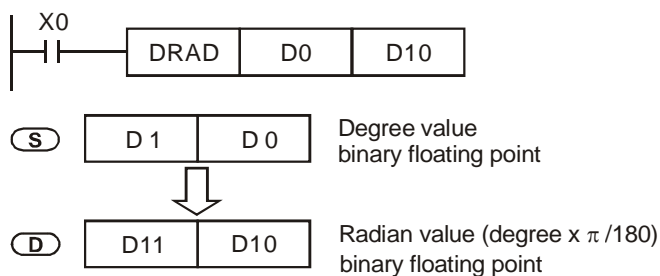 X0
DRAD D0 D10
S D 1 D 0 Degree value
binary floating point
D D11 D10 Radian value (degree x π /180)
binary floating point